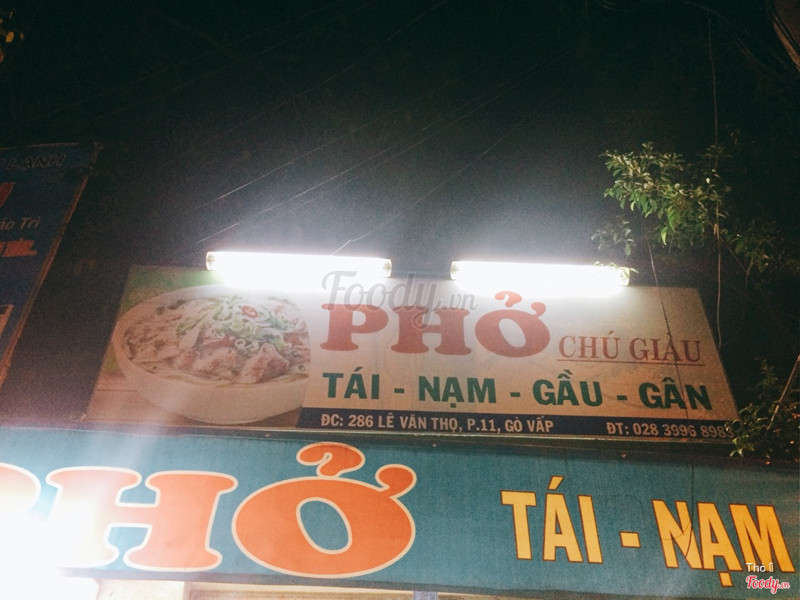 Foody.vn
PHỞ
CHÚ GIÀU
TÁI - NẠM - GẦU - GÂN
ĐC: 286 LÊ VĂN THỌ, P.11, GÒ VẤP
ĐT: 028 3996 898
PHỞ
TÁI - NẠM
Foody.vn